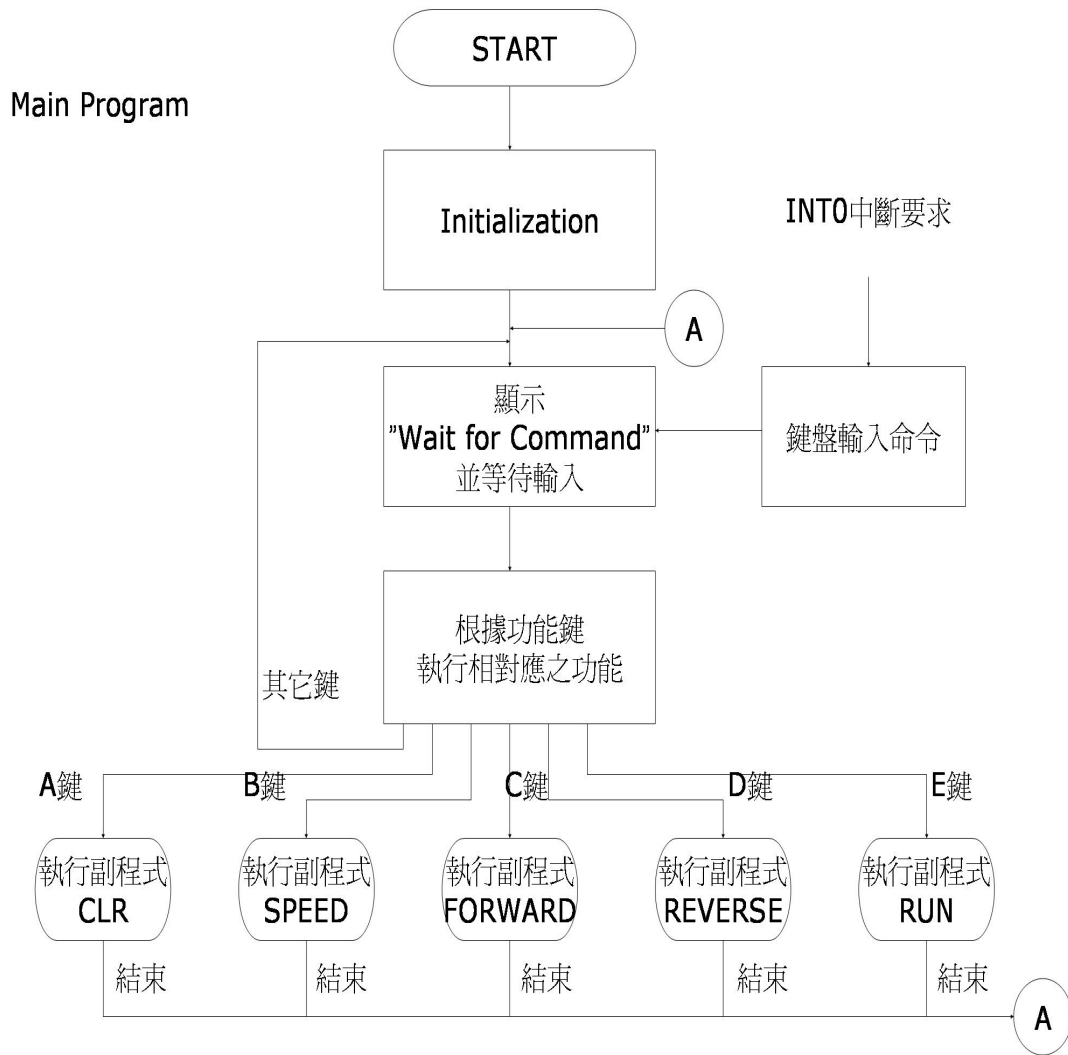 START
Main Program
Initialization
INT0中斷要求
A
顯示
"Wait for Command"
並等待輸入
鍵盤輸入命令
根據功能鍵
執行相對應之功能
其它鍵
A鍵
B鍵
C鍵
D鍵
E鍵
執行副程式
CLR
執行副程式
SPEED
執行副程式
FORWARD
執行副程式
REVERSE
執行副程式
RUN
結束
結束
結束
結束
結束
A